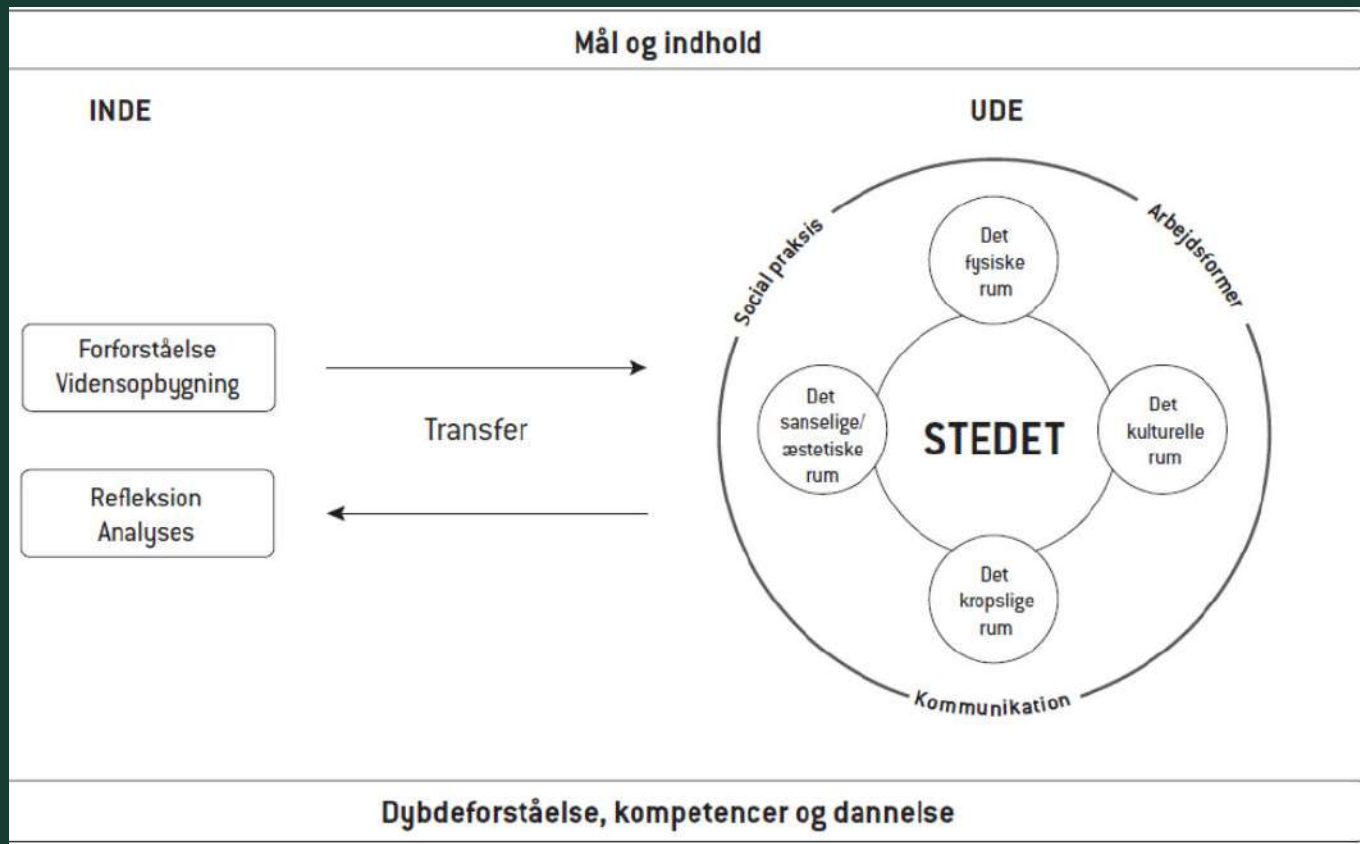 Mål og indhold
INDE
UDE
Social praksis
Arbejdsformer
Det
fysiske
rum
Forforståelse
Vidensopbygning
Transfer
Det
sanselige/
æstetiske
rum
STEDET
Det
kulturelle
rum
Refleksion
Analyses
Det
kropslige
rum
Kommunikation
Dybdeforståelse, kompetencer og dannelse